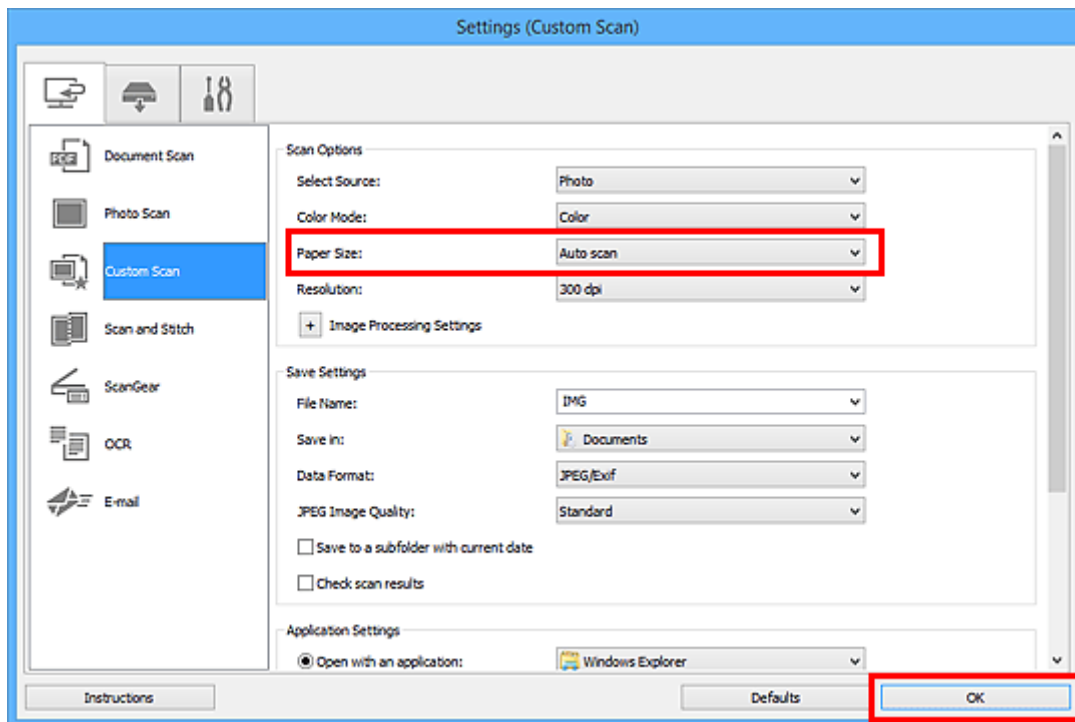 Settings (Custom Scan)
Document Scan
Photo Scan
Custom Scan
Scan and Stitch
ScanGear
PDF
OCR
E-mail
Scan Options
Select Source: Photo
Color Mode: Color
Paper Size: Auto scan
Resolution: 300 dpi
+ Image Processing Settings
Save Settings
File Name: IMG
Save in: Documents
Data Format: JPEG/Exif
JPEG Image Quality: Standard
Save to a subfolder with current date
Check scan results
Application Settings
Open with an application: Windows Explorer
Instructions
Defaults
OK